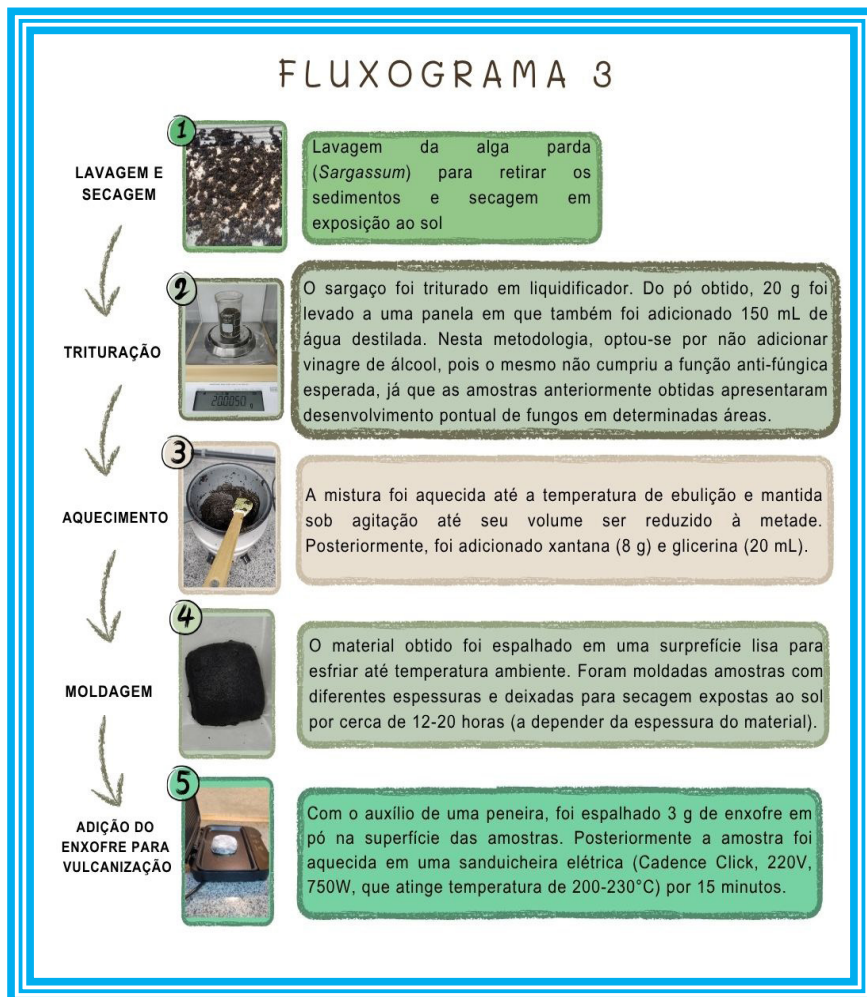 FLUXOGRAMA 3
1
LAVAGEM E
SECAGEM
Lavagem da alga parda
(Sargassum) para retirar os
sedimentos e secagem em
exposição ao sol
2
TRITURAÇÃO
O sargaço foi triturado em liquidificador. Do pó obtido, 20 g foi
levado a uma panela em que também foi adicionado 150 mL de
água destilada. Nesta metodologia, optou-se por não adicionar
vinagre de álcool, pois o mesmo não cumpriu a função anti-fúngica
esperada, já que as amostras anteriormente obtidas apresentaram
desenvolvimento pontual de fungos em determinadas áreas.
3
AQUECIMENTO
A mistura foi aquecida até a temperatura de ebulição e mantida
sob agitação até seu volume ser reduzido à metade.
Posteriormente, foi adicionado xantana (8 g) e glicerina (20 mL).
4
MOLDAGEM
O material obtido foi espalhado em uma surprefície lisa para
esfriar até temperatura ambiente. Foram moldadas amostras com
diferentes espessuras e deixadas para secagem expostas ao sol
por cerca de 12-20 horas (a depender da espessura do material).
5
ADIÇÃO DO
ENXOFRE PARA
VULCANIZAÇÃO
Com o auxílio de uma peneira, foi espalhado 3 g de enxofre em
pó na superfície das amostras. Posteriormente a amostra foi
aquecida em uma sanduicheira elétrica (Cadence Click, 220V,
750W, que atinge temperatura de 200-230°C) por 15 minutos.